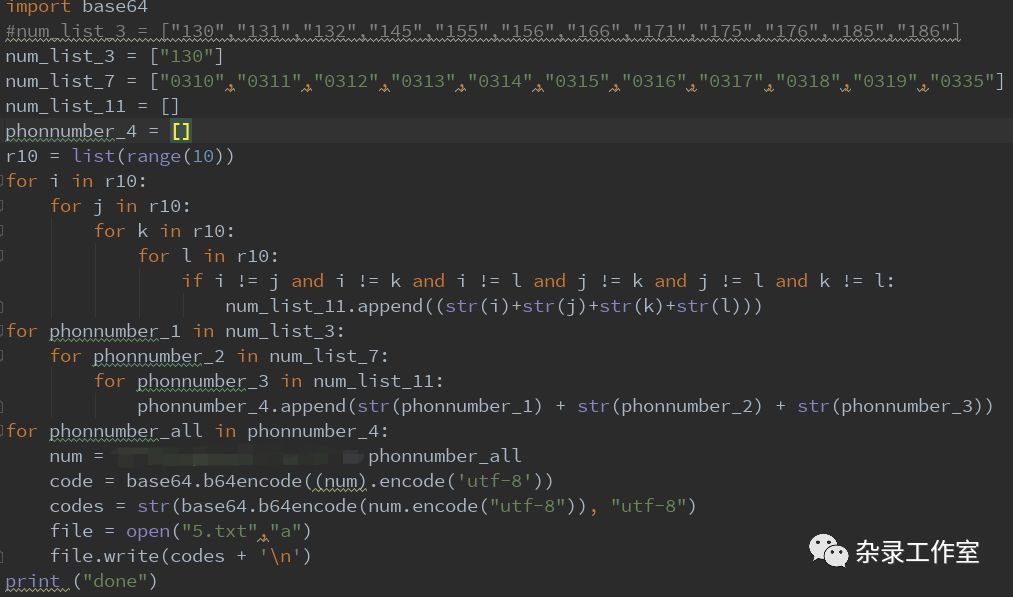 import base64
#num_list_3 = ["130","131","132","145","155","156","166","171","175","176","185","186"]
num_list_3 = ["130"]
num_list_7 = ["0310","0311","0312","0313","0314","0315","0316","0317","0318","0319","0335"]
num_list_11 = []
phonnumber_4 = []
r10 = list(range(10))
for i in r10:
    for j in r10:
        for k in r10:
            for l in r10:
                if i != j and i != k and i != l and j != k and j != l and k != l:
                    num_list_11.append((str(i)+str(j)+str(k)+str(l)))
for phonnumber_1 in num_list_3:
    for phonnumber_2 in num_list_7:
        for phonnumber_3 in num_list_11:
            phonnumber_4.append(str(phonnumber_1) + str(phonnumber_2) + str(phonnumber_3))
for phonnumber_all in phonnumber_4:
    num = phonnumber_all
    code = base64.b64encode((num).encode('utf-8'))
    codes = str(base64.b64encode(num.encode("utf-8")), "utf-8")
    file = open("5.txt","a")
    file.write(codes + '\n')
print ("done")
杂录工作室